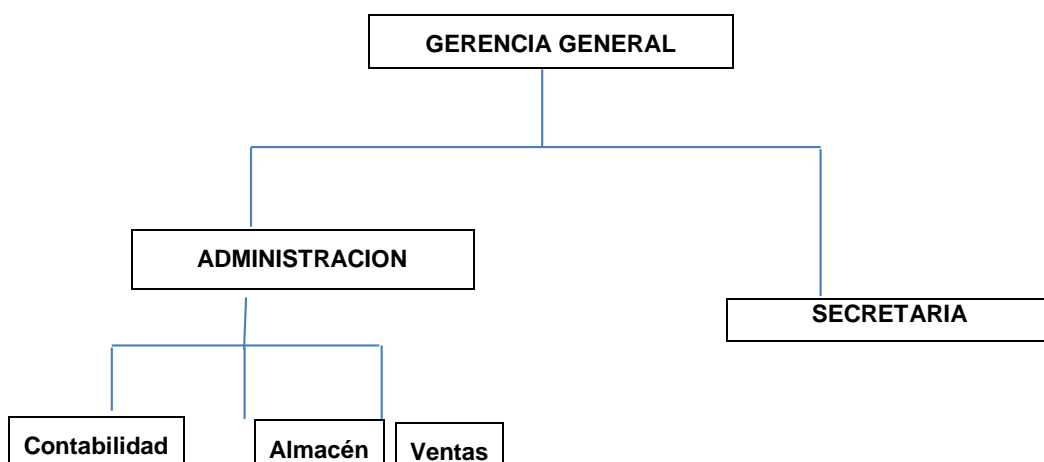 GERENCIA GENERAL
ADMINISTRACION
SECRETARIA
Contabilidad
Almacén
Ventas